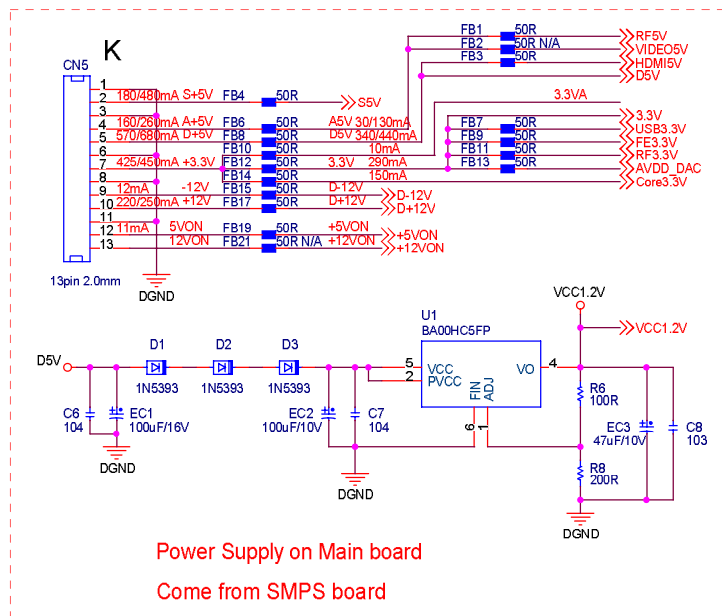 K
CN5
13pin 2.0mm
1
2 180/480mA S+5V FB4 50R S5V
3
4 160/260mA A+5V FB6 50R A5V 30/130mA
5 570/680mA D+5V FB8 50R D5V 340/440mA
6 FB10 50R 10mA 3.3VA
7 425/450mA +3.3V FB12 50R 3.3V 290mA
8 FB14 50R 150mA
9 12mA -12V FB15 50R D-12V D-12V
10 220/250mA +12V FB17 50R D+12V D+12V
11
12 11mA 5VON FB19 50R +5VON +5VON
13 12VON FB21 50R N/A +12VON +12VON
DGND
FB1 50R RF5V
FB2 50R N/A VIDEO5V
FB3 50R HDMI5V
D5V
3.3V
FB7 50R USB3.3V
FB9 50R FE3.3V
FB11 50R RF3.3V
FB13 50R AVDD_DAC
Core3.3V
D5V
D1 D2 D3
1N5393 1N5393 1N5393
C6
104
EC1
100uF/16V
DGND
EC2
100uF/10V
C7
104
DGND
U1
BA00HC5FP
5 VCC
2 PVCC
VO 4
FIN
ADJ
6
1
VCC1.2V
VCC1.2V
R6
100R
R8
200R
EC3
47uF/10V
C8
103
DGND
Power Supply on Main board
Come from SMPS board